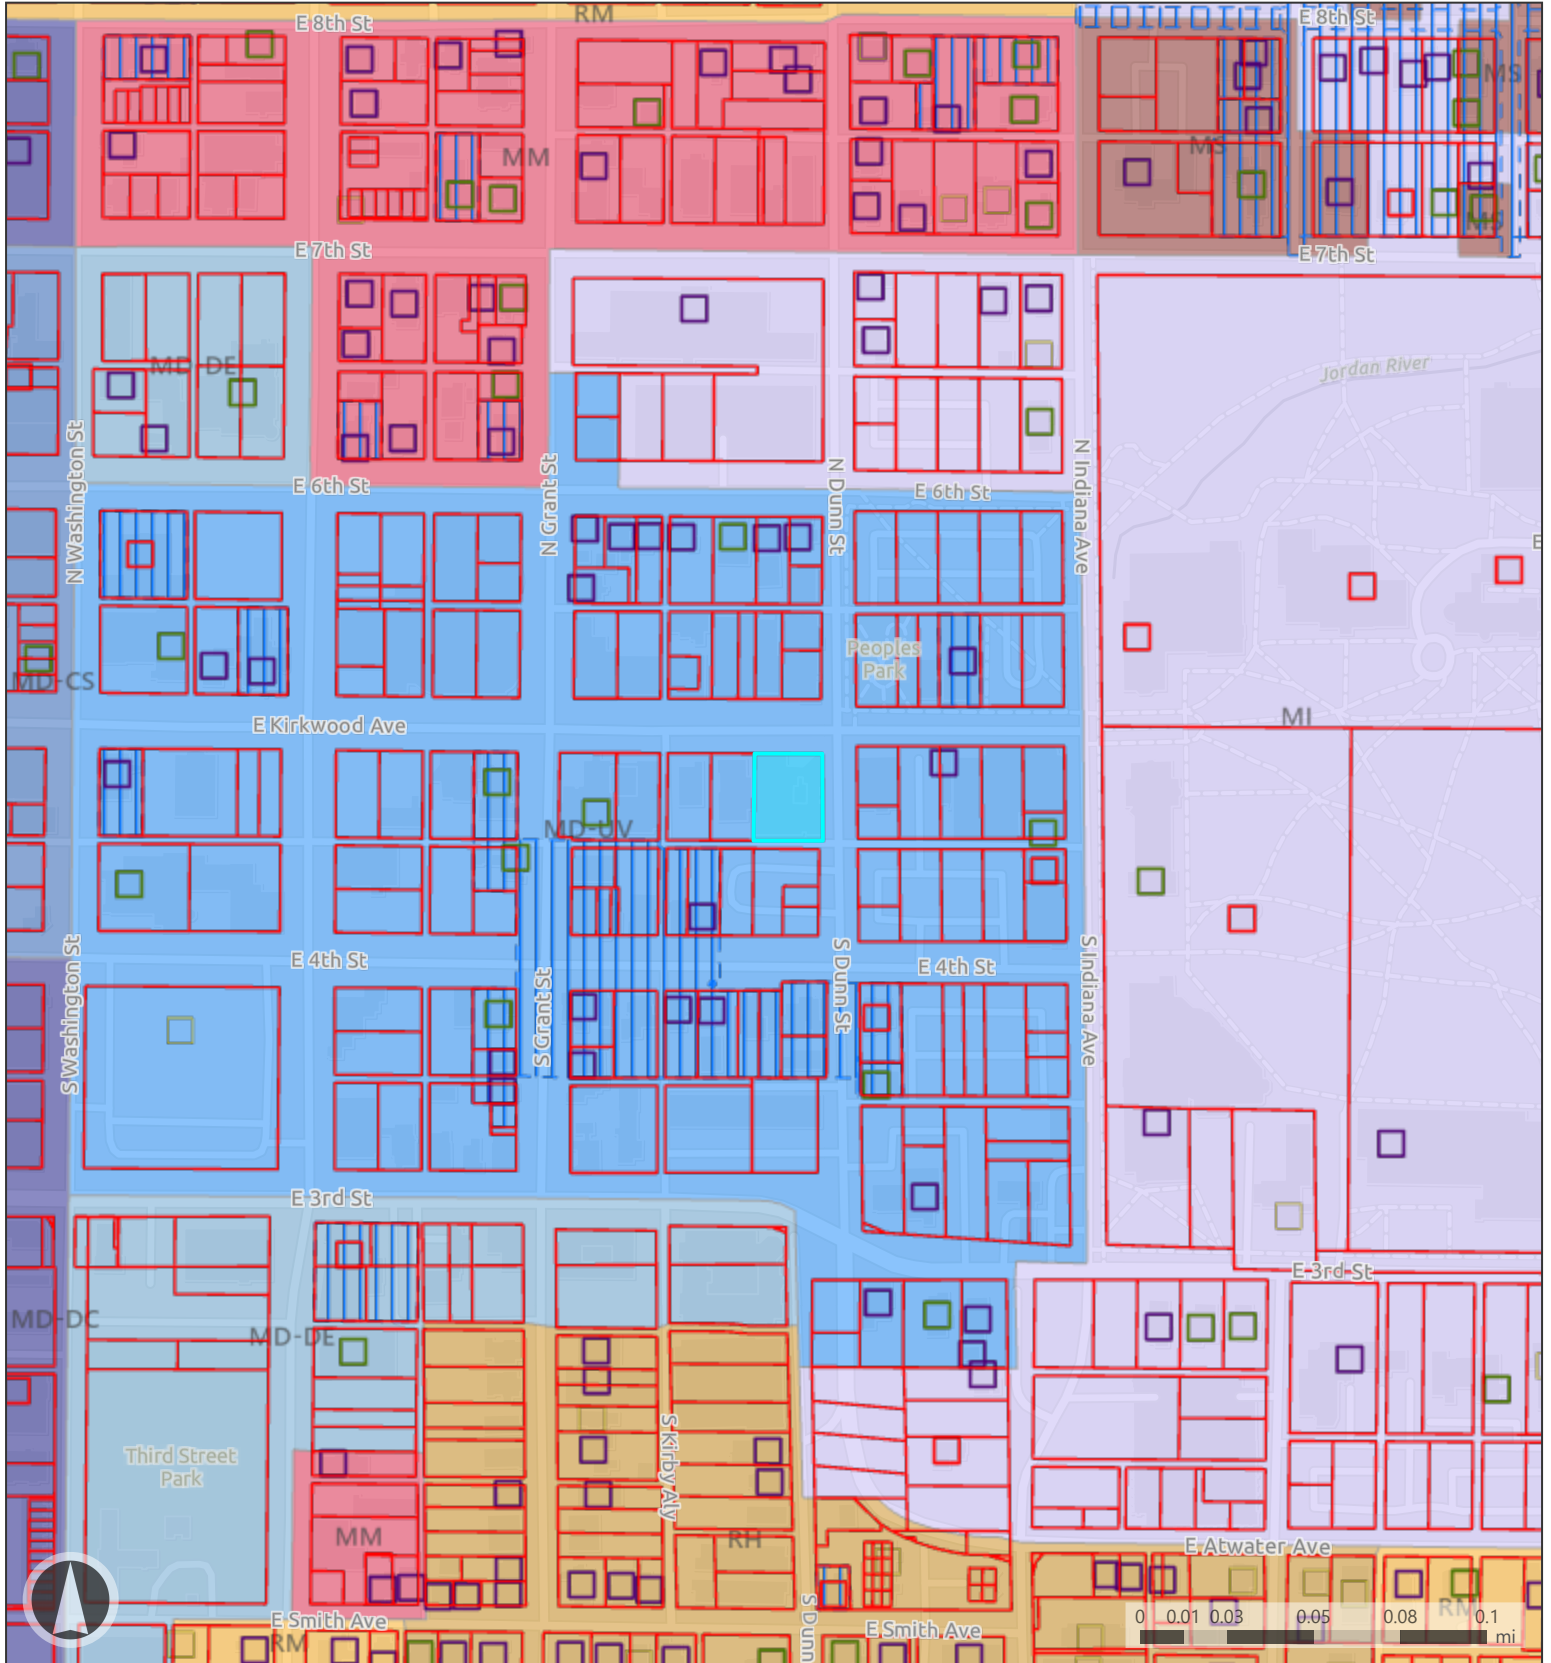 RM
E 8th St
E 8th St
MS
MM
MS
MS
E 7th St
E 7th St
MD-DE
Jordan River
N Washington St
N Grant St
N Dunn St
N Indiana Ave
E 6th St
E 6th St
E
Peoples
Park
MD-CS
MI
E Kirkwood Ave
MD-UV
S Washington St
S Grant St
S Dunn St
S Indiana Ave
E 4th St
E 4th St
E 3rd St
E 3rd St
MD-DC
MD-DE
Third Street
Park
S Kirby Aly
MM
RH
E Atwater Ave
S Dunn
E Smith Ave
E Smith Ave
RM
RM
0 0.01 0.03 0.05 0.08 0.1
mi